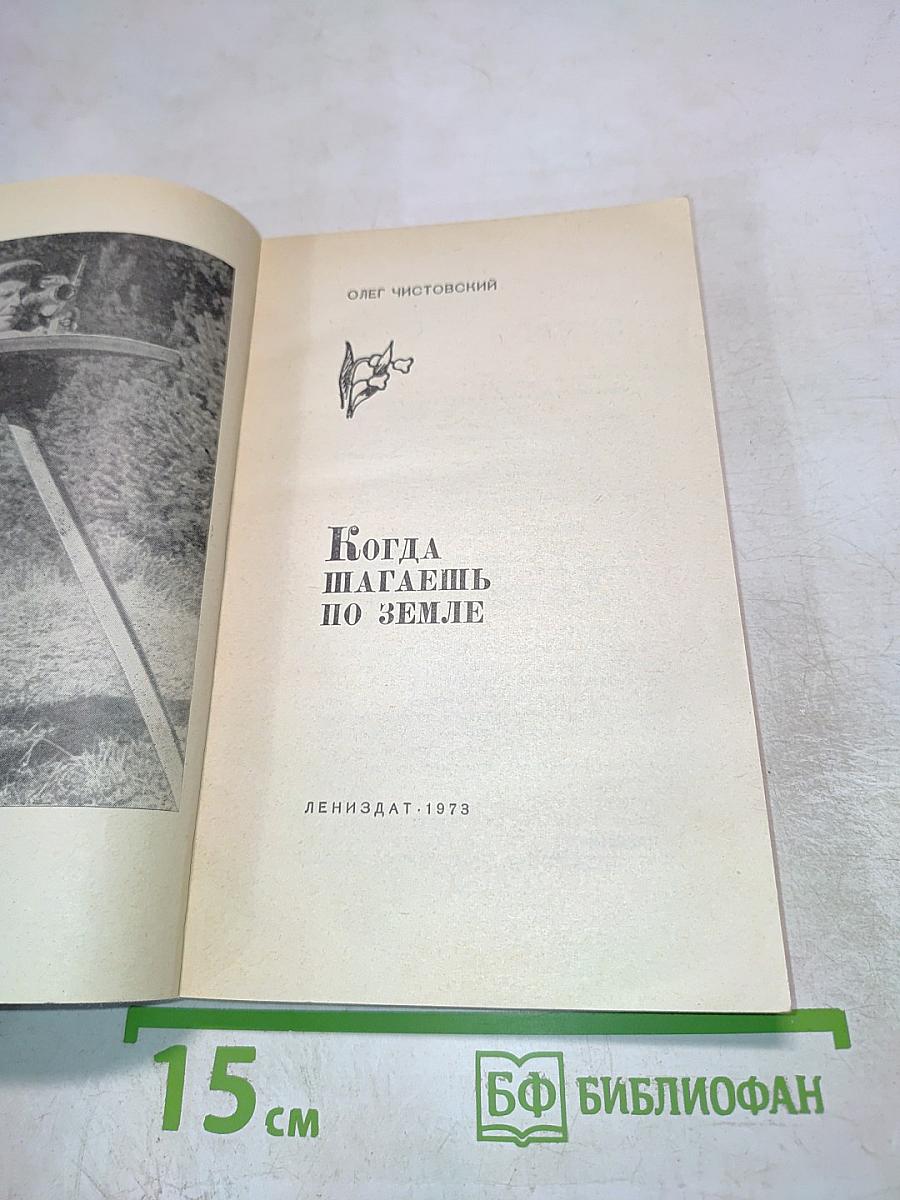 ОЛЕГ ЧИСТОВСКИЙ
Когда
шагаешь
по земле
ЛЕНИЗДАТ·1973
15 см
БФ БИБЛИОФАН